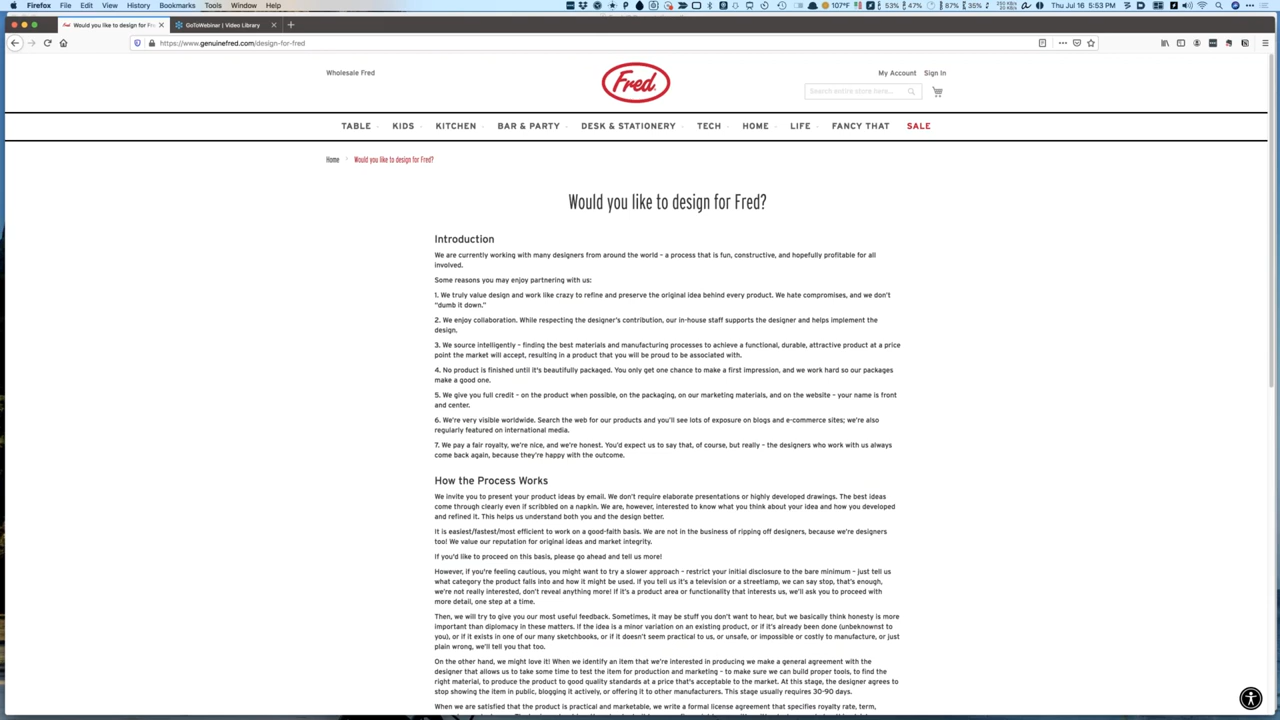 Firefox File Edit View History Bookmarks Tools Window Help
107°F 53% 47% 87% 35% Thu Jul 16 5:53 PM
Would you like to design for Fr
GoToWebinar | Video Library
https://www.genuinefred.com/design-for-fred
Wholesale Fred
Fred
My Account Sign In
Search entire store here...
TABLE KIDS KITCHEN BAR & PARTY DESK & STATIONERY TECH HOME LIFE FANCY THAT SALE
Home Would you like to design for Fred?
Would you like to design for Fred?
Introduction
We are currently working with many designers from around the world – a process that is fun, constructive, and hopefully profitable for all
involved.
Some reasons you may enjoy partnering with us:
1. We truly value design and work like crazy to refine and preserve the original idea behind every product. We hate compromises, and we don't
"dumb it down."
2. We enjoy collaboration. While respecting the designer's contribution, our in-house staff supports the designer and helps implement the
design.
3. We source intelligently – finding the best materials and manufacturing processes to achieve a functional, durable, attractive product at a price
point the market will accept, resulting in a product that you will be proud to be associated with.
4. No product is finished until it's beautifully packaged. You only get one chance to make a first impression, and we work hard so our packages
make a good one.
5. We give you full credit – on the product when possible, on the packaging, on our marketing materials, and on the website – your name is front
and center.
6. We're very visible worldwide. Search the web for our products and you'll see lots of exposure on blogs and e-commerce sites; we're also
regularly featured on international media.
7. We pay a fair royalty, we're nice, and we're honest. You'd expect us to say that, of course, but really – the designers who work with us always
come back again, because they're happy with the outcome.
How the Process Works
We invite you to present your product ideas by email. We don't require elaborate presentations or highly developed drawings. The best ideas
come through clearly even if scribbled on a napkin. We are, however, interested to know what you think about your idea and how you developed
and refined it. This helps us understand both you and the design better.
It is easiest/fastest/most efficient to work on a good-faith basis. We are not in the business of ripping off designers, because we're designers
too! We value our reputation for original ideas and market integrity.
If you'd like to proceed on this basis, please go ahead and tell us more!
However, if you're feeling cautious, you might want to try a slower approach – restrict your initial disclosure to the bare minimum – just tell us
what category the product falls into and how it might be used. If you tell us it's a television or a streetlamp, we can say stop, that's enough,
we're not really interested, don't reveal anything more! If it's a product area or functionality that interests us, we'll ask you to proceed with
more detail, one step at a time.
Then, we will try to give you our most useful feedback. Sometimes, it may be stuff you don't want to hear, but we basically think honesty is more
important than diplomacy in these matters. If the idea is a minor variation on an existing product, or if it's already been done (unbeknownst to
you), or if it exists in one of our many sketchbooks, or if it doesn't seem practical to us, or unsafe, or impossible or costly to manufacture, or just
plain wrong, we'll tell you that too.
On the other hand, we might love it! When we identify an item that we're interested in producing we make a general agreement with the
designer that allows us to take some time to test the item for production and marketing – to make sure we can build proper tools, to find the
right material, to produce the product to good quality standards at a price that's acceptable to the market. At this stage, the designer agrees to
stop showing the item in public, blogging it actively, or offering it to other manufacturers. This stage usually requires 30-90 days.
When we are satisfied that the product is practical and marketable, we write a formal license agreement that specifies royalty rate, term,